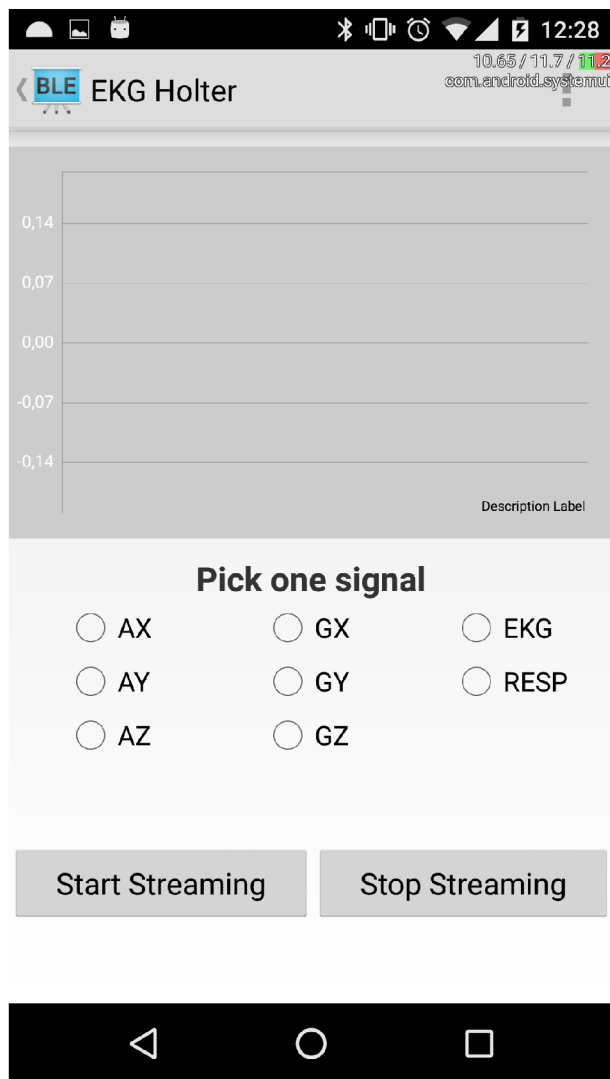 12:28
10.65 / 11.7 / 11.2
com.android.systemui
BLE EKG Holter
0,14
0,07
0,00
-0,07
-0,14
Description Label
Pick one signal
AX GX EKG
AY GY RESP
AZ GZ
Start Streaming Stop Streaming